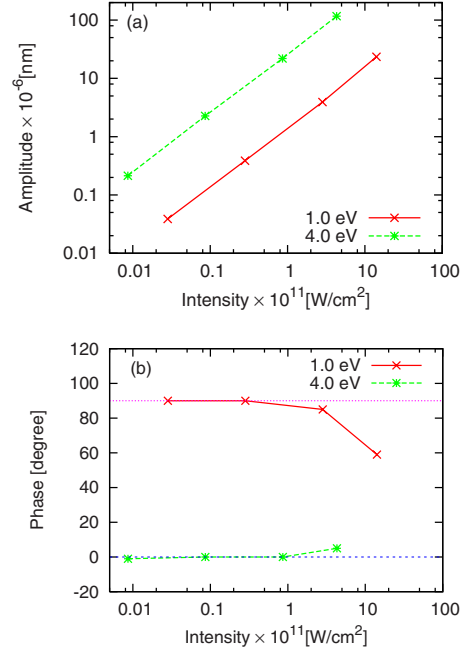 (a)
100
10
1
0.1
0.01
Amplitude × 10⁻⁶[nm]
1.0 eV
4.0 eV
0.01 0.1 1 10 100
Intensity × 10¹¹[W/cm²]
(b)
120
100
80
60
40
20
0
-20
Phase [degree]
1.0 eV
4.0 eV
0.01 0.1 1 10 100
Intensity × 10¹¹[W/cm²]